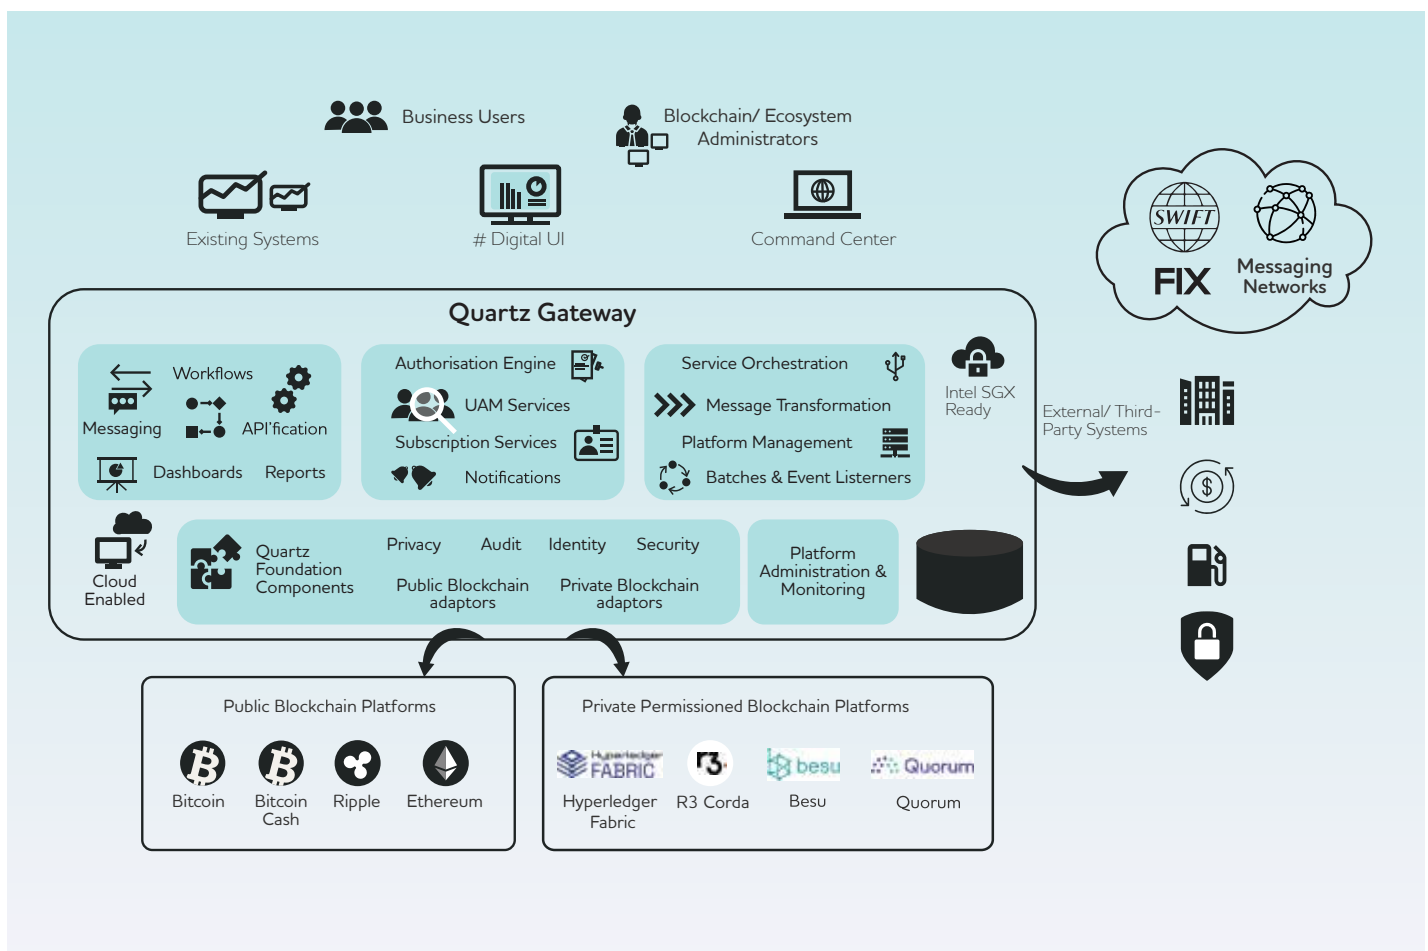 Business Users
Blockchain/ Ecosystem
Administrators
Existing Systems
# Digital UI
Command Center
SWIFT
FIX
Messaging
Networks
Quartz Gateway
Workflows
Messaging
API'fication
Dashboards
Reports
Authorisation Engine
UAM Services
Subscription Services
Notifications
Service Orchestration
Message Transformation
Platform Management
Batches & Event Listerners
Intel SGX
Ready
External/ Third-
Party Systems
Cloud
Enabled
Quartz
Foundation
Components
Privacy
Audit
Identity
Security
Public Blockchain
adaptors
Private Blockchain
adaptors
Platform
Administration &
Monitoring
$
Public Blockchain Platforms
Bitcoin
Bitcoin
Cash
Ripple
Ethereum
Private Permissioned Blockchain Platforms
Hyperledger
FABRIC
r3.
besu
Quorum
Hyperledger
Fabric
R3 Corda
Besu
Quorum